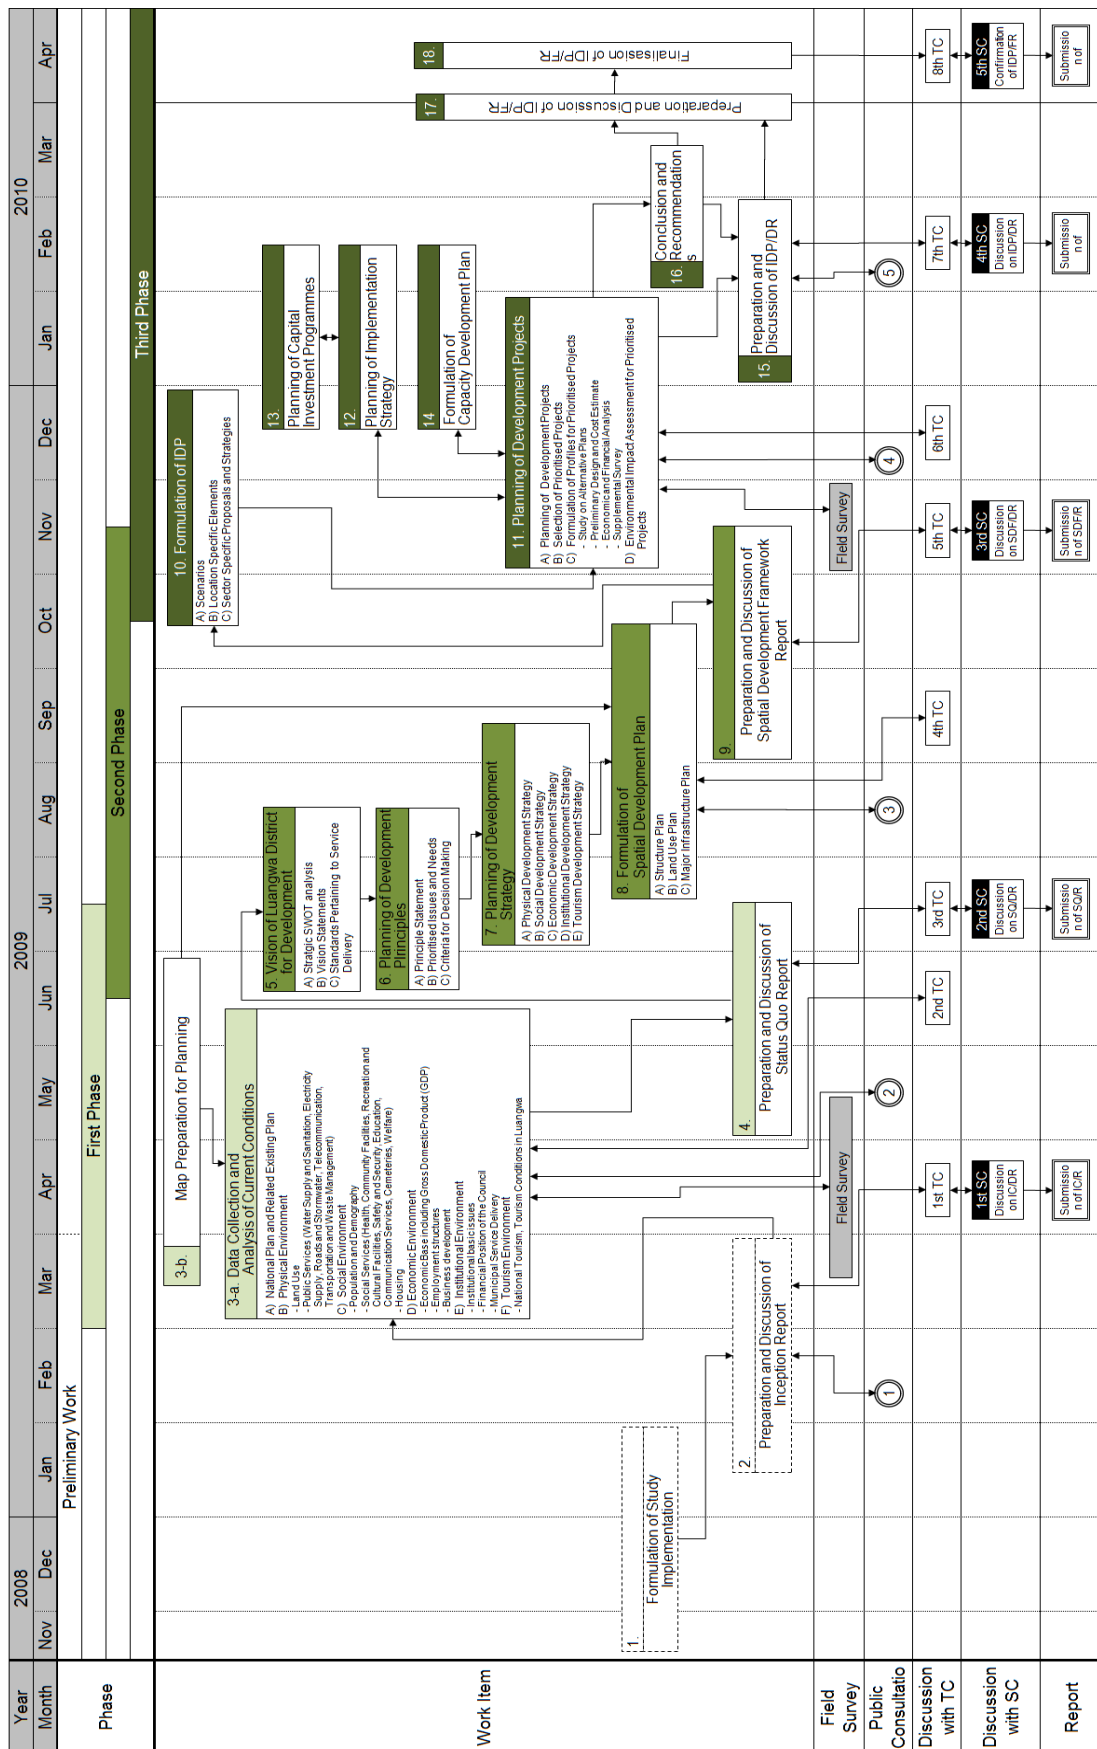 Year
2008
2009
2010
Month
Nov
Dec
Jan
Feb
Mar
Apr
May
Jun
Jul
Aug
Sep
Oct
Nov
Dec
Jan
Feb
Mar
Apr
Phase
Preliminary Work
First Phase
Second Phase
Third Phase
Work Item
1.
Formulation of Study
Implementation
2.
Preparation and Discussion of
Inception Report
3-b.
Map Preparation for Planning
3-a. Data Collection and
Analysis of Current Conditions
A) National Plan and Related Existing Plan
B) Physical Environment
- Land Use
- Public Services (Water Supply and Sanitation, Electricity
Supply, Roads and Stormwater, Telecommunication,
Transportation and Waste Management)
C) Social Environment
- Population and Demography
- Social Services (Health, Community Facilities, Recreation and
Cultural Facilities, Safety and Security, Education,
Communication Services, Cemeteries, Welfare)
- Housing
D) Economic Environment
- Economic Base including Gross Domestic Product (GDP)
- Employment structures
- Business development
E) Institutional Environment
- Institutional basic issues
- Financial Position of the Council
- Municipal Service Delivery
F) Tourism Environment
- National Tourism, Tourism Conditions in Luangwa
4.
Preparation and Discussion of
Status Quo Report
5. Vision of Luangwa District
for Development
A) Stratgic SWOT analysis
B) Vision Statements
C) Standards Pertaining to Service
Delivery
6. Planning of Development
Principles
A) Principle Statement
B) Prioritised Issues and Needs
C) Criteria for Decision Making
7. Planning of Development
Strategy
A) Physical Development Strategy
B) Social Development Strategy
C) Economic Development Strategy
D) Institutional Development Strategy
E) Tourism Development Strategy
8. Formulation of
Spatial Development Plan
A) Structure Plan
B) Land Use Plan
C) Major Infrastructure Plan
9.
Preparation and Discussion of
Spatial Development Framework
Report
10. Formulation of IDP
A) Scenarios
B) Location Specific Elements
C) Sector Specific Proposals and Strategies
13.
Planning of Capital
Investment Programmes
12.
Planning of Implementation
Strategy
14
Formulation of
Capacity Development Plan
11. Planning of Development Projects
A) Planning of Development Projects
B) Selection of Prioritised Projects
C) Formulation of Profiles for Prioritised Projects
- Study on Alternative Plans
- Preliminary Design and Cost Estimate
- Economic and Financial Analysis
- Supplemental Survey
D) Environmental Impact Assessment for Prioritised
Projects
16.
Conclusion and
Recommendation
s
15.
Preparation and
Discussion of IDP/DR
17.
Preparation and Discussion of IDP/FR
18.
Finalisasion of IDP/FR
Field
Survey
Field Survey
Field Survey
Public
Consultatio
1
2
3
4
5
Discussion
with TC
1st TC
2nd TC
3rd TC
4th TC
5th TC
6th TC
7th TC
8th TC
Discussion
with SC
1st SC
Discussion
on IC/DR
2nd SC
Discussion
on SQ/DR
3rd SC
Discussion
on SDF/DR
4th SC
Discussion
on IDP/DR
5th SC
Confirmation
of IDP/FR
Report
Submissio
n of IC/R
Submissio
n of SQ/R
Submissio
n of SDF/R
Submissio
n of
Submissio
n of